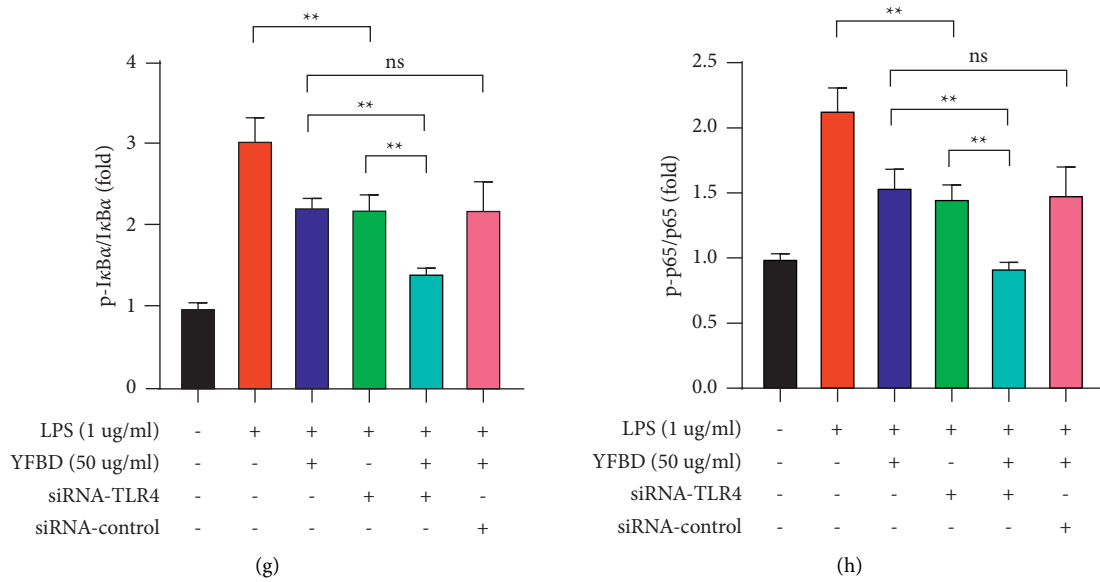 **
ns
**
**
4
3
2
1
0
p-IκBα/IκBα (fold)
LPS (1 ug/ml) - + + + + +
YFBD (50 ug/ml) - - + - + +
siRNA-TLR4 - - - + + -
siRNA-control - - - - - +
(g)
**
ns
**
**
2.5
2.0
1.5
1.0
0.5
0.0
p-p65/p65 (fold)
LPS (1 ug/ml) - + + + + +
YFBD (50 ug/ml) - - + - + +
siRNA-TLR4 - - - + + -
siRNA-control - - - - - +
(h)